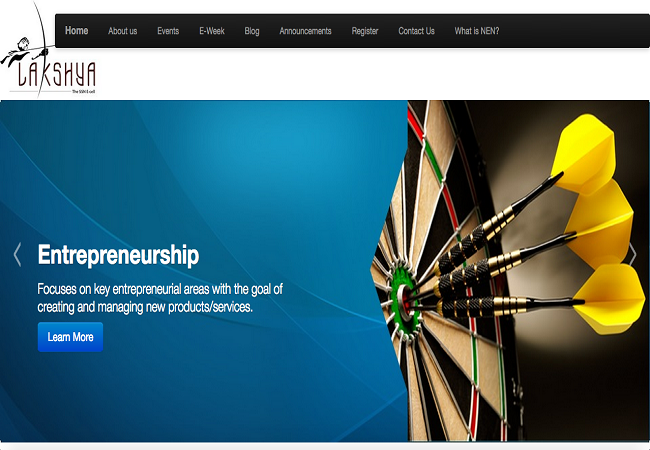 Home About us Events E-Week Blog Announcements Register Contact Us What is NEN?
LAKSHYA
The SSN E-cell
Entrepreneurship
Focuses on key entrepreneurial areas with the goal of
creating and managing new products/services.
Learn More